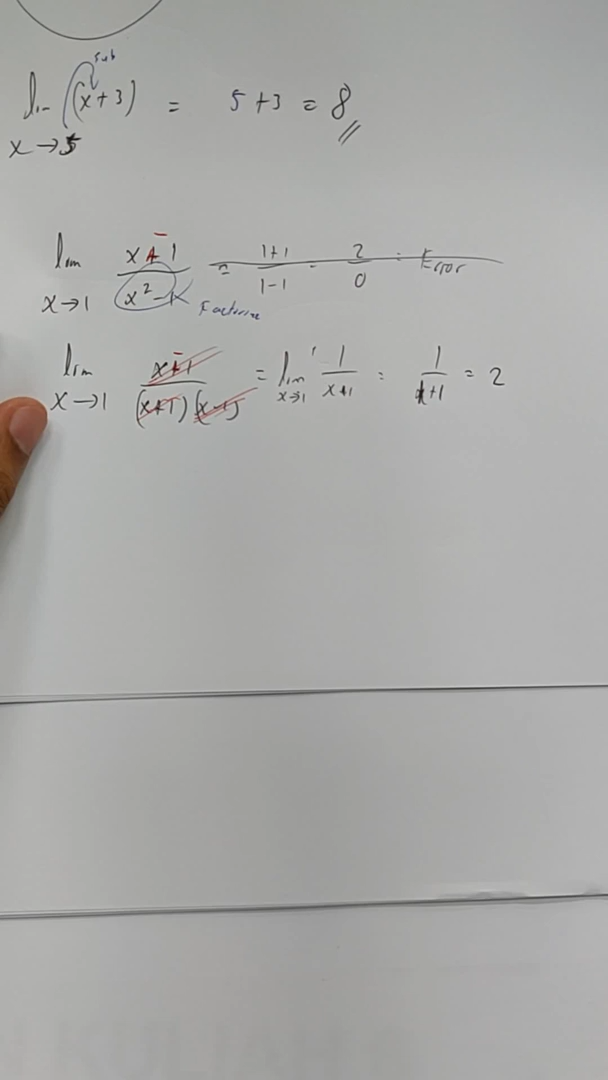 sub
lim (x+3) = 5+3 = 8
x→5
lim x-1 / x²-1 = 1+1 / 1-1 = 2 / 0 = Error
x→1 Factorise
lim x-1 / (x+1)(x-1) = lim 1 / x+1 = 1 / 1+1 = 2
x→1 x→1